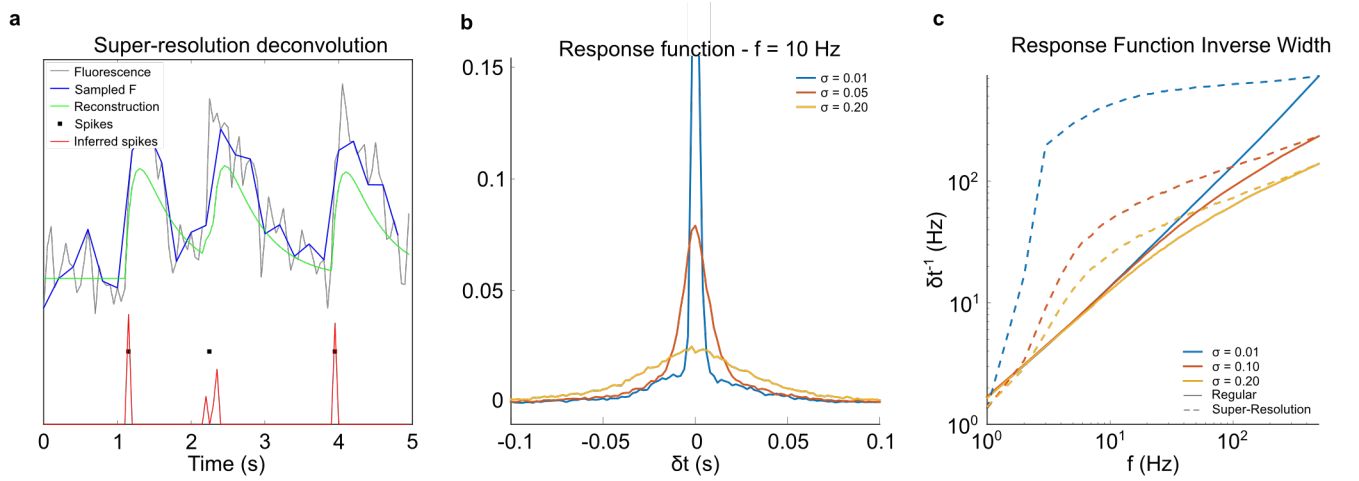 a
Super-resolution deconvolution
Fluorescence
Sampled F
Reconstruction
Spikes
Inferred spikes
0 1 2 3 4 5
Time (s)
b
Response function - f = 10 Hz
0.15
0.1
0.05
0
σ = 0.01
σ = 0.05
σ = 0.20
-0.1 -0.05 0 0.05 0.1
δt (s)
c
Response Function Inverse Width
10²
10¹
10⁰
δt⁻¹ (Hz)
σ = 0.01
σ = 0.10
σ = 0.20
Regular
Super-Resolution
10⁰ 10¹ 10²
f (Hz)